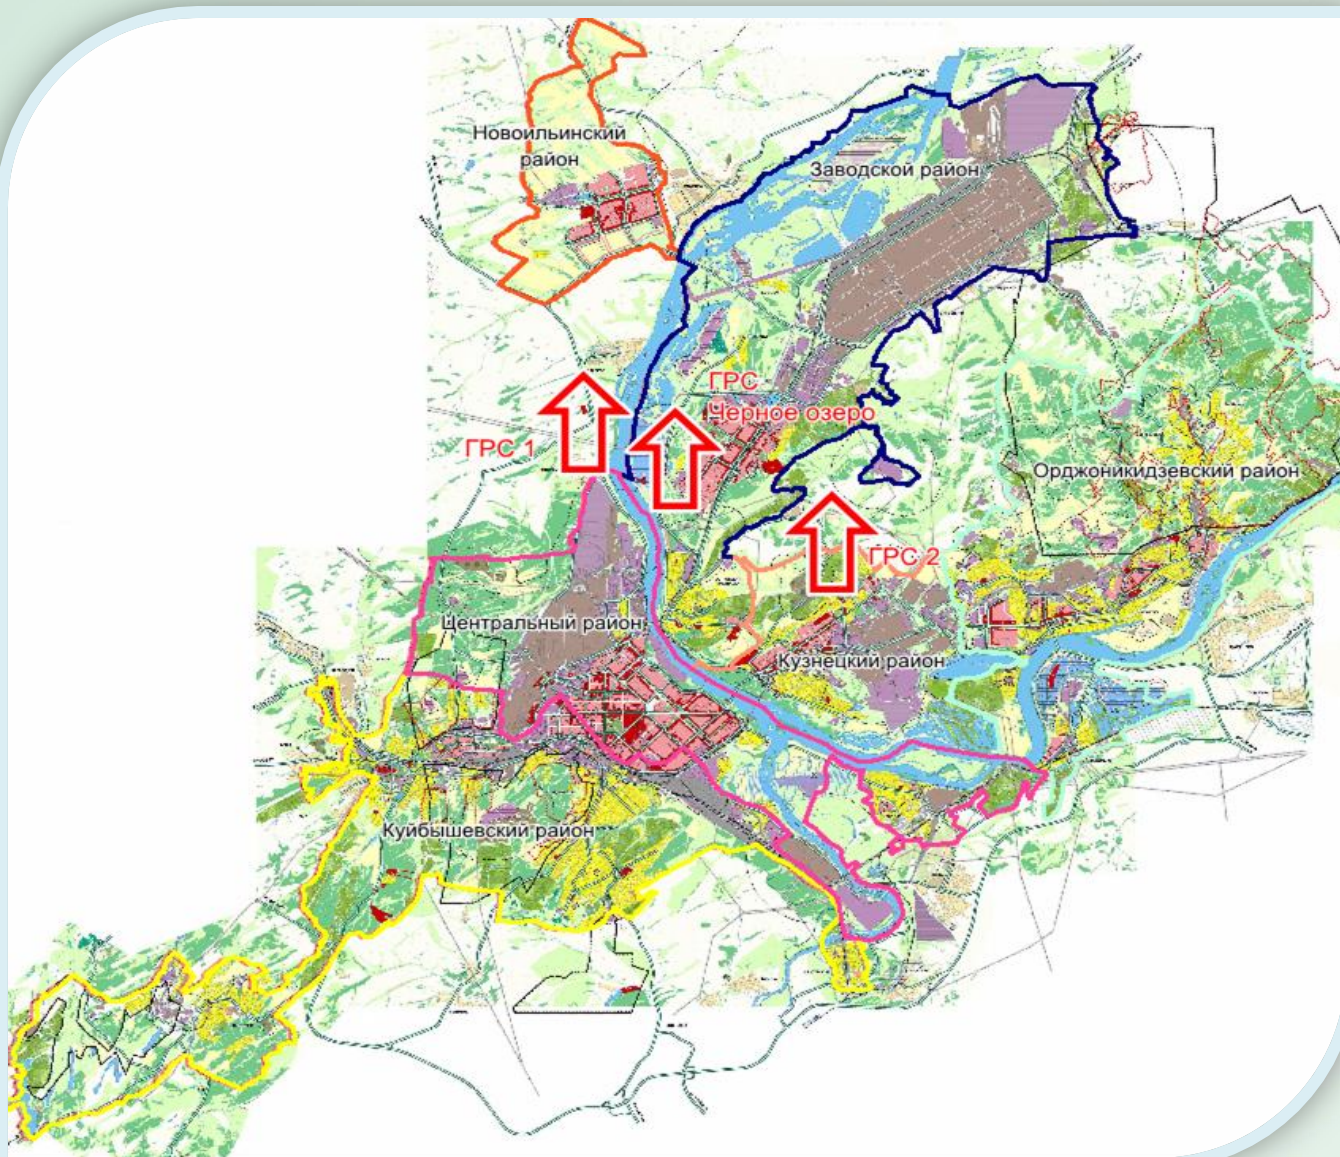 Новоильинский
район
Заводской район
ГРС
Черное озеро
ГРС 1
Орджоникидзевский район
ГРС 2
Центральный район
Кузнецкий район
Куйбышевский район